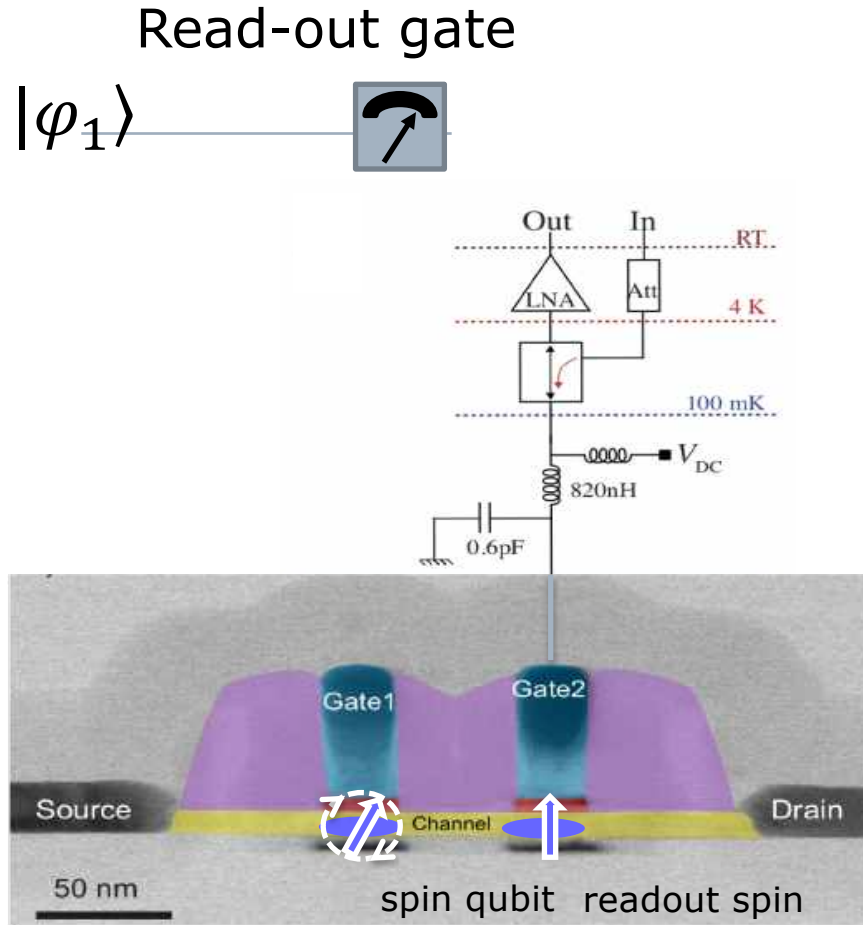 Read-out gate
|φ₁⟩
Out In
RT
LNA Att
4 K
100 mK
V_DC
820nH
0.6pF
Gate1 Gate2
Source Channel Drain
50 nm
spin qubit readout spin